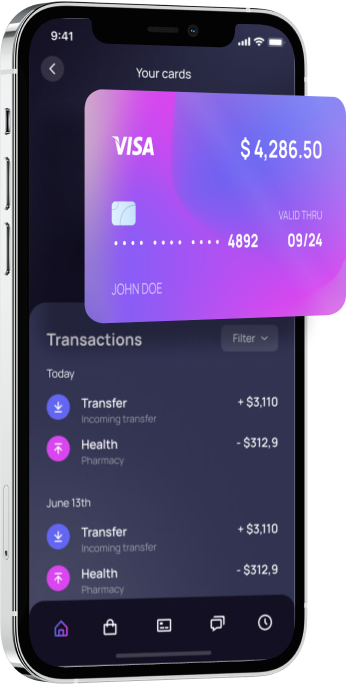 9:41
Your cards
VISA
$ 4,286.50
VALID THRU
•••• •••• •••• 4892
09/24
JOHN DOE
Transactions
Filter
Today
Transfer
+ $3,110
Incoming transfer
Health
- $312,9
Pharmacy
June 13th
Transfer
+ $3,110
Incoming transfer
Health
- $312,9
Pharmacy